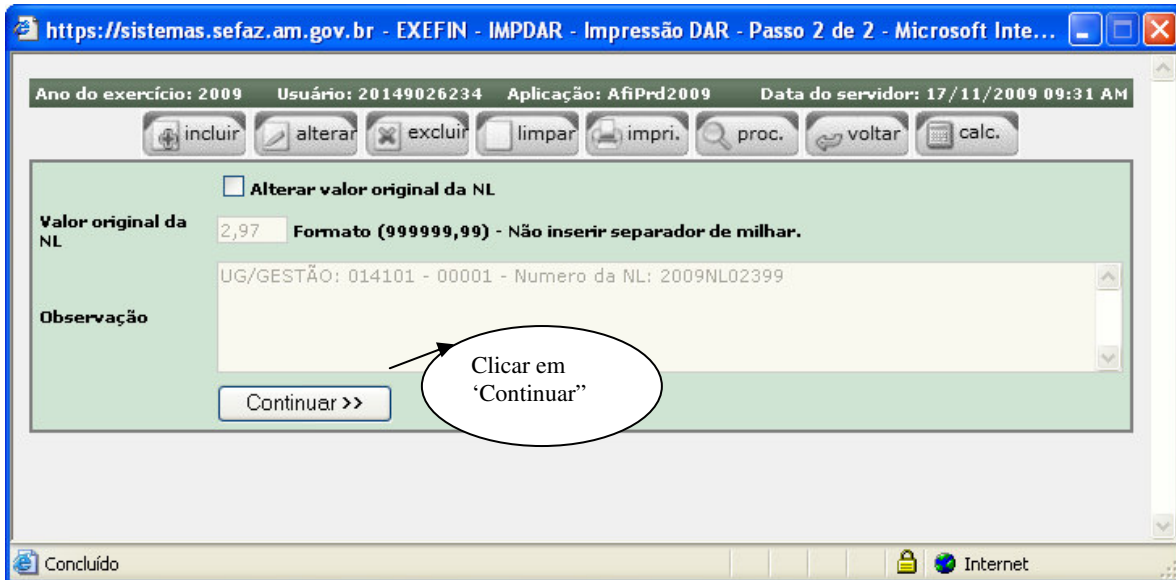 https://sistemas.sefaz.am.gov.br - EXEFIN - IMPDAR - Impressão DAR - Passo 2 de 2 - Microsoft Inte...
Ano do exercício: 2009 Usuário: 20149026234 Aplicação: AfiPrd2009 Data do servidor: 17/11/2009 09:31 AM
incluir alterar excluir limpar impri. proc. voltar calc.
Alterar valor original da NL
Valor original da
NL
2,97 Formato (999999,99) - Não inserir separador de milhar.
UG/GESTÃO: 014101 - 00001 - Numero da NL: 2009NL02399
Observação
Clicar em
‘Continuar”
Continuar >>
Concluído Internet